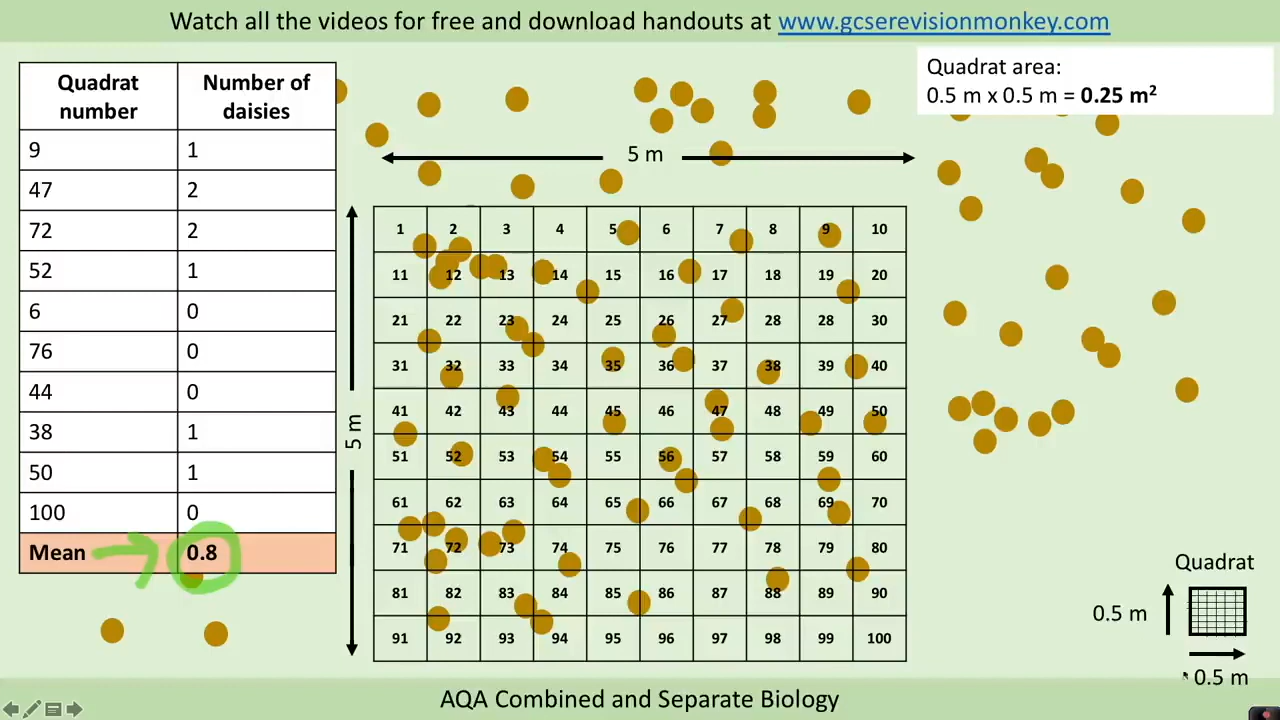 Watch all the videos for free and download handouts at www.gcserevisionmonkey.com
Quadrat number Number of daisies
9 1
47 2
72 2
52 1
6 0
76 0
44 0
38 1
50 1
100 0
Mean 0.8
5 m
5 m
1 2 3 4 5 6 7 8 9 10
11 12 13 14 15 16 17 18 19 20
21 22 23 24 25 26 27 28 28 30
31 32 33 34 35 36 37 38 39 40
41 42 43 44 45 46 47 48 49 50
51 52 53 54 55 56 57 58 59 60
61 62 63 64 65 66 67 68 69 70
71 72 73 74 75 76 77 78 79 80
81 82 83 84 85 86 87 88 89 90
91 92 93 94 95 96 97 98 99 100
Quadrat area:
0.5 m x 0.5 m = 0.25 m²
Quadrat
0.5 m
0.5 m
AQA Combined and Separate Biology